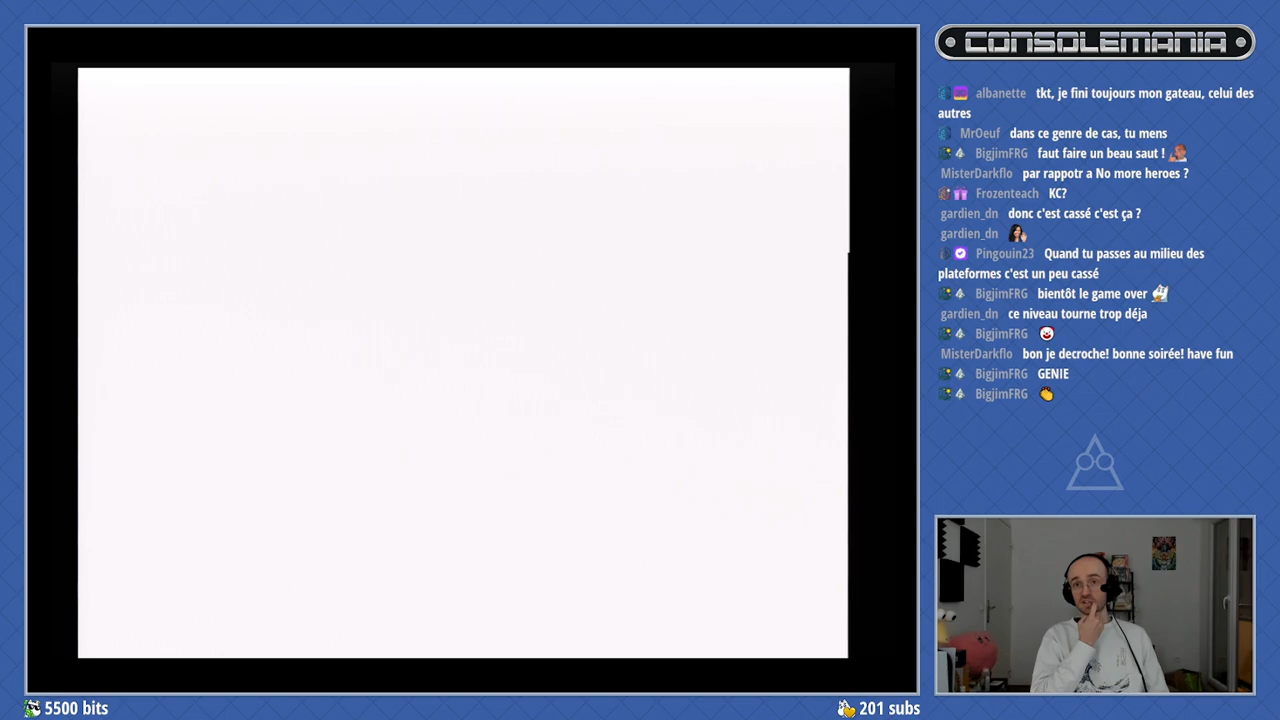 CONSOLEMANIA
albanette tkt, je fini toujours mon gateau, celui des
autres
MrOeuf dans ce genre de cas, tu mens
BigjimFRG faut faire un beau saut !
MisterDarkflo par rappotr a No more heroes ?
Frozenteach KC?
gardien_dn donc c'est cassé c'est ça ?
gardien_dn
Pingouin23 Quand tu passes au milieu des
plateformes c'est un peu cassé
BigjimFRG bientôt le game over
gardien_dn ce niveau tourne trop déja
BigjimFRG
MisterDarkflo bon je decroche! bonne soirée! have fun
BigjimFRG GENIE
BigjimFRG
5500 bits
201 subs